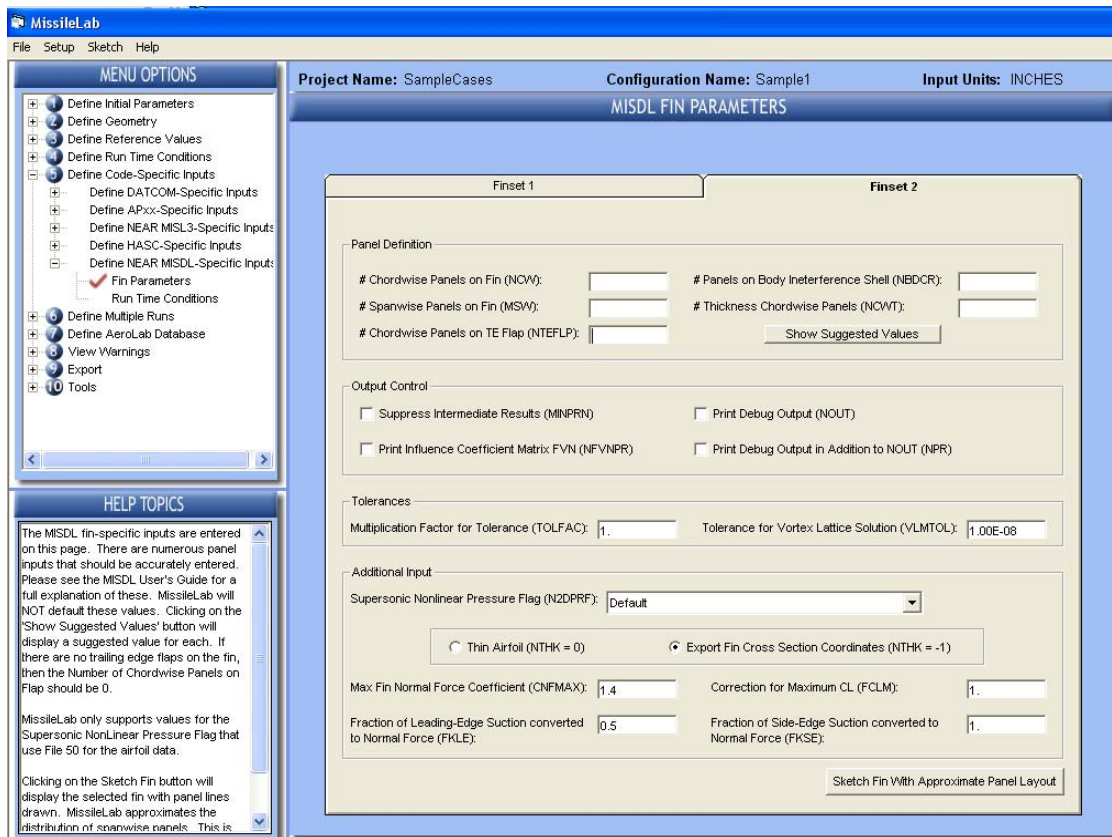 MissileLab
File Setup Sketch Help
MENU OPTIONS
1 Define Initial Parameters
2 Define Geometry
3 Define Reference Values
4 Define Run Time Conditions
5 Define Code-Specific Inputs
Define DATCOM-Specific Inputs
Define APxx-Specific Inputs
Define NEAR MISL3-Specific Inputs
Define HASC-Specific Inputs
Define NEAR MISDL-Specific Inputs
Fin Parameters
Run Time Conditions
6 Define Multiple Runs
7 Define AeroLab Database
8 View Warnings
9 Export
10 Tools
HELP TOPICS
The MISDL fin-specific inputs are entered
on this page. There are numerous panel
inputs that should be accurately entered.
Please see the MISDL User's Guide for a
full explanation of these. MissileLab will
NOT default these values. Clicking on the
'Show Suggested Values' button will
display a suggested value for each. If
there are no trailing edge flaps on the fin,
then the Number of Chordwise Panels on
Flap should be 0.
MissileLab only supports values for the
Supersonic NonLinear Pressure Flag that
use File 50 for the airfoil data.
Clicking on the Sketch Fin button will
display the selected fin with panel lines
drawn. MissileLab approximates the
distribution of spanwise panels. This is
Project Name: SampleCases Configuration Name: Sample1 Input Units: INCHES
MISDL FIN PARAMETERS
Finset 1 Finset 2
Panel Definition
# Chordwise Panels on Fin (NCW): # Panels on Body Ineterference Shell (NBDCR):
# Spanwise Panels on Fin (MSW): # Thickness Chordwise Panels (NCWT):
# Chordwise Panels on TE Flap (NTEFLP): Show Suggested Values
Output Control
Suppress Intermediate Results (MINPRN) Print Debug Output (NOUT)
Print Influence Coefficient Matrix FVN (NFVNPR) Print Debug Output in Addition to NOUT (NPR)
Tolerances
Multiplication Factor for Tolerance (TOLFAC): 1. Tolerance for Vortex Lattice Solution (VLMTOL): 1.00E-08
Additional Input
Supersonic Nonlinear Pressure Flag (N2DPRF): Default
Thin Airfoil (NTHK = 0) Export Fin Cross Section Coordinates (NTHK = -1)
Max Fin Normal Force Coefficient (CNFMAX): 1.4 Correction for Maximum CL (FCLM): 1.
Fraction of Leading-Edge Suction converted 0.5 Fraction of Side-Edge Suction converted to 1.
to Normal Force (FKLE): Normal Force (FKSE):
Sketch Fin With Approximate Panel Layout